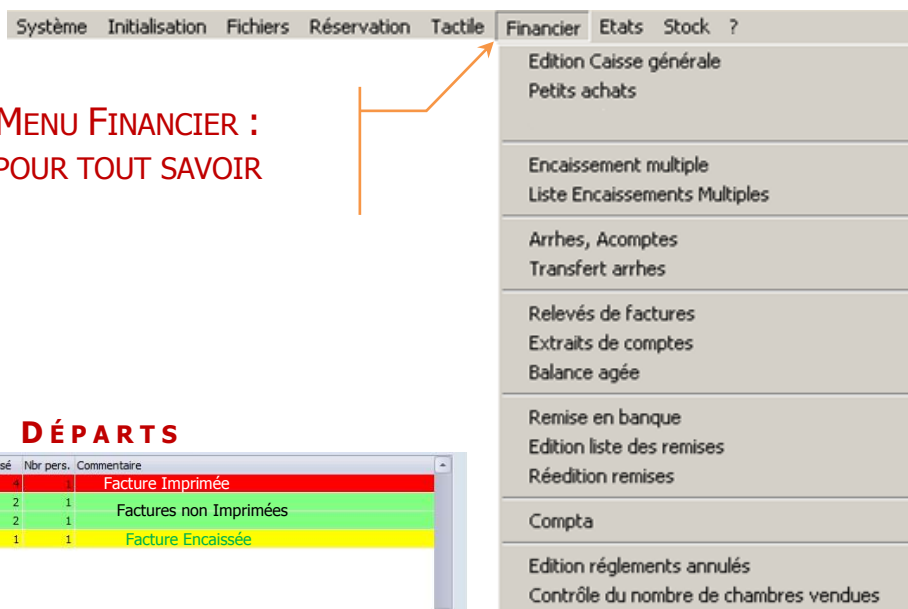 Système Initialisation Fichiers Réservation Tactile Financier Etats Stock ?
MENU FINANCIER :
POUR TOUT SAVOIR
Edition Caisse générale
Petits achats
Encaissement multiple
Liste Encaissements Multiples
Arrhes, Acomptes
Transfert arrhes
Relevés de factures
Extraits de comptes
Balance agée
Remise en banque
Edition liste des remises
Réedition remises
Compta
Edition réglements annulés
Contrôle du nombre de chambres vendues
DÉPARTS
sé Nbr pers. Commentaire
4 1 Facture Imprimée
2 1 Factures non Imprimées
2 1
1 1 Facture Encaissée